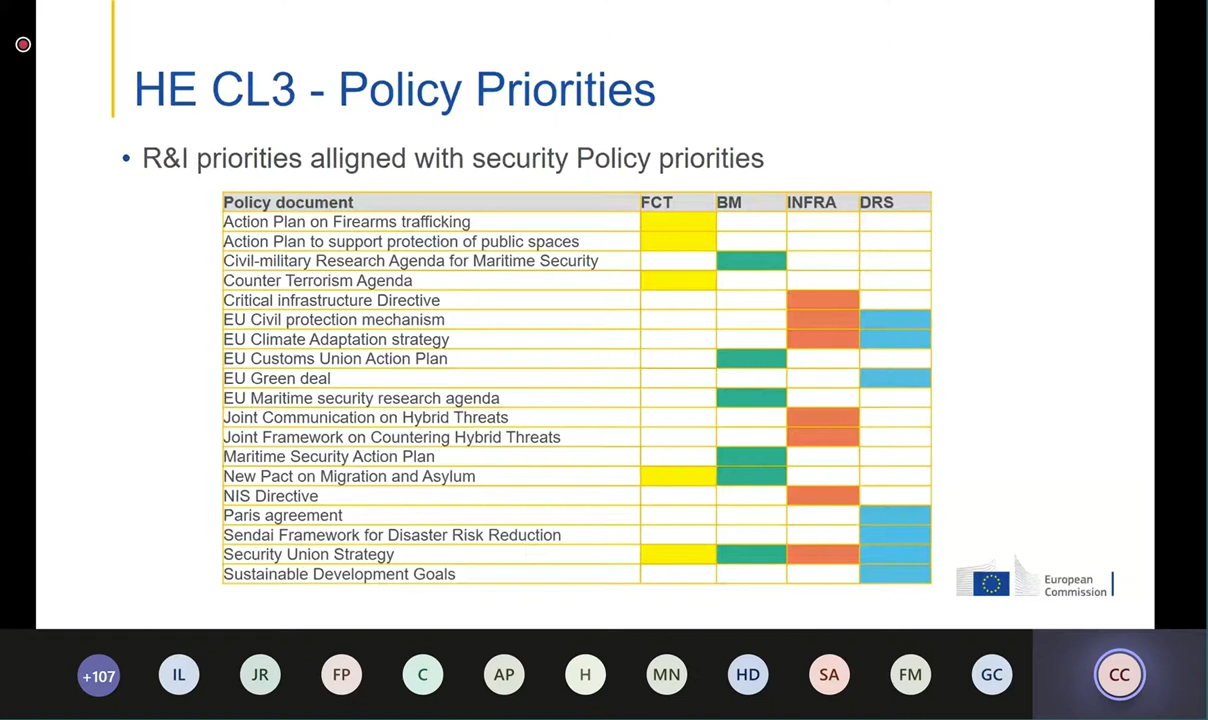 HE CL3 - Policy Priorities
• R&I priorities alligned with security Policy priorities
Policy document FCT BM INFRA DRS
Action Plan on Firearms trafficking
Action Plan to support protection of public spaces
Civil-military Research Agenda for Maritime Security
Counter Terrorism Agenda
Critical infrastructure Directive
EU Civil protection mechanism
EU Climate Adaptation strategy
EU Customs Union Action Plan
EU Green deal
EU Maritime security research agenda
Joint Communication on Hybrid Threats
Joint Framework on Countering Hybrid Threats
Maritime Security Action Plan
New Pact on Migration and Asylum
NIS Directive
Paris agreement
Sendai Framework for Disaster Risk Reduction
Security Union Strategy
Sustainable Development Goals
European
Commission
+107 IL JR FP C AP H MN HD SA FM GC CC